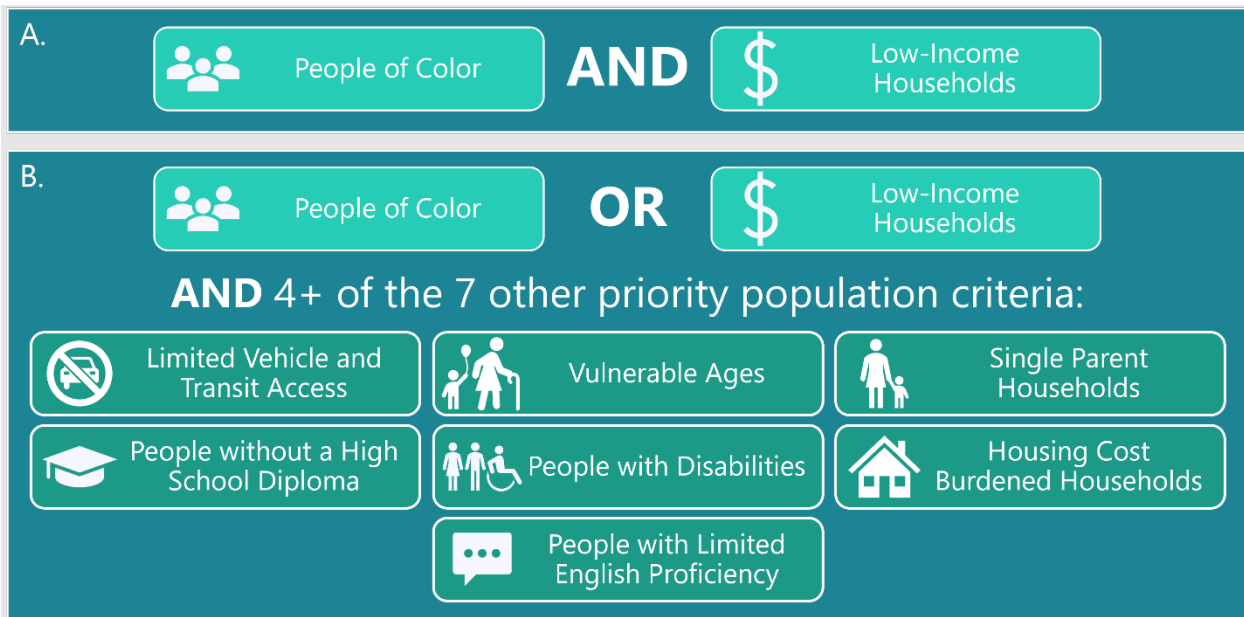 A.
People of Color
AND
Low-Income
Households
B.
People of Color
OR
Low-Income
Households
AND 4+ of the 7 other priority population criteria:
Limited Vehicle and
Transit Access
Vulnerable Ages
Single Parent
Households
People without a High
School Diploma
People with Disabilities
Housing Cost
Burdened Households
People with Limited
English Proficiency